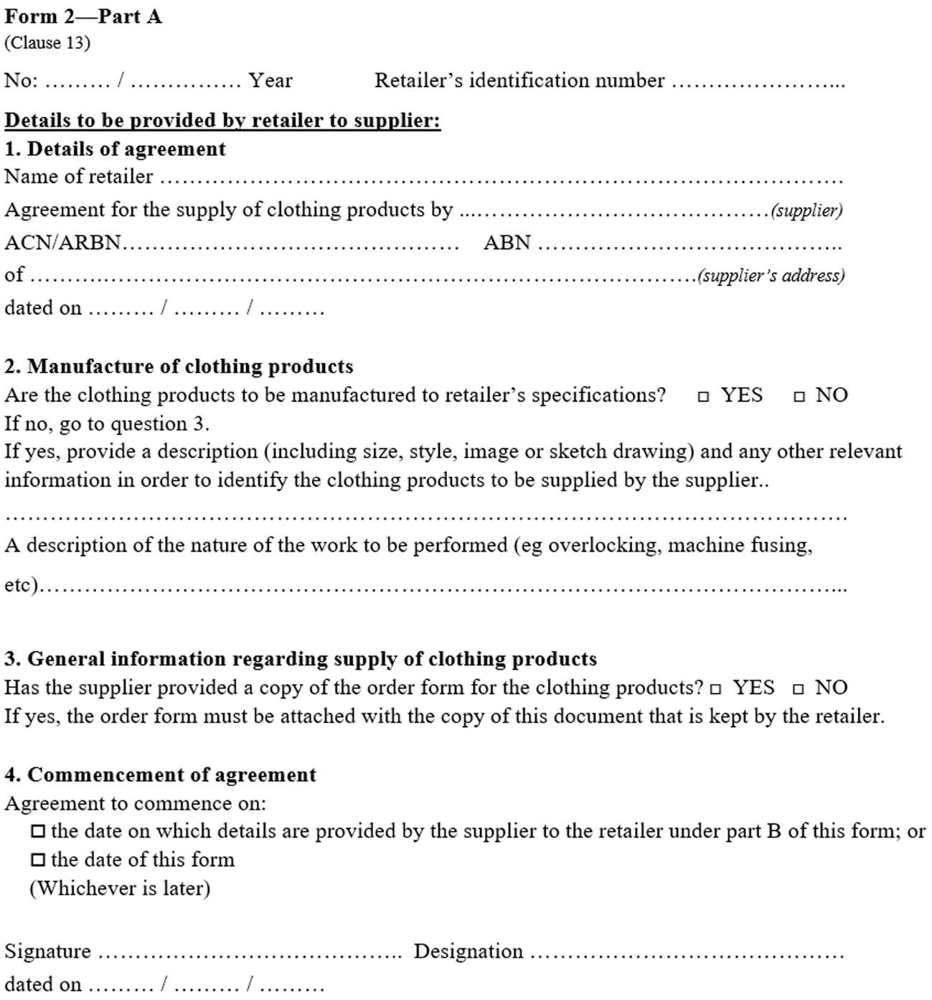 Form 2—Part A
(Clause 13)
No: ……… / …………… Year Retailer’s identification number …………………...
Details to be provided by retailer to supplier:
1. Details of agreement
Name of retailer ………………………………………………………………………………
Agreement for the supply of clothing products by ...…………………………………(supplier)
ACN/ARBN……………………………………… ABN …………………………………..
of …………………………………………………………………………….(supplier’s address)
dated on ……… / ……… / ………
2. Manufacture of clothing products
Are the clothing products to be manufactured to retailer’s specifications? □ YES □ NO
If no, go to question 3.
If yes, provide a description (including size, style, image or sketch drawing) and any other relevant
information in order to identify the clothing products to be supplied by the supplier..
…………………………………………………………………………………………………
A description of the nature of the work to be performed (eg overlocking, machine fusing,
etc)……………………………………………………………………………………………...
3. General information regarding supply of clothing products
Has the supplier provided a copy of the order form for the clothing products? □ YES □ NO
If yes, the order form must be attached with the copy of this document that is kept by the retailer.
4. Commencement of agreement
Agreement to commence on:
□ the date on which details are provided by the supplier to the retailer under part B of this form; or
□ the date of this form
(Whichever is later)
Signature ………………………………….. Designation ……………………………………
dated on ……… / ……… / ………